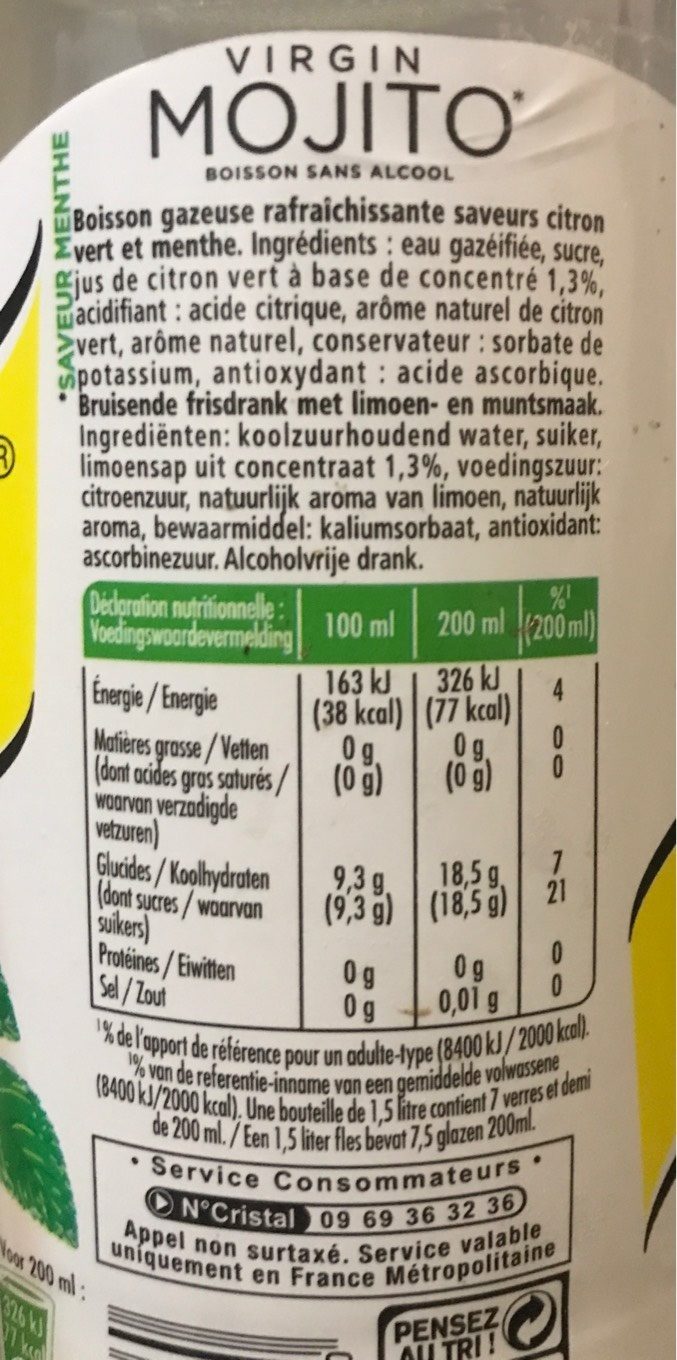 VIRGIN
MOJITO*
BOISSON SANS ALCOOL
*SAVEUR MENTHE
Boisson gazeuse rafraîchissante saveurs citron
vert et menthe. Ingrédients : eau gazéifiée, sucre,
jus de citron vert à base de concentré 1,3%,
acidifiant : acide citrique, arôme naturel de citron
vert, arôme naturel, conservateur : sorbate de
potassium, antioxydant : acide ascorbique.
Bruisende frisdrank met limoen- en muntsmaak.
Ingrediënten: koolzuurhoudend water, suiker,
limoensap uit concentraat 1,3%, voedingszuur:
citroenzuur, natuurlijk aroma van limoen, natuurlijk
aroma, bewaarmiddel: kaliumsorbaat, antioxidant:
ascorbinezuur. Alcoholvrije drank.
Déclaration nutritionnelle : 100 ml 200 ml %¹
Voedingswaardevermelding (200 ml)
Énergie / Energie 163 kJ 326 kJ 4
(38 kcal) (77 kcal)
Matières grasse / Vetten 0 g 0 g 0
(dont acides gras saturés / (0 g) (0 g) 0
waarvan verzadigde
vetzuren)
Glucides / Koolhydraten 9,3 g 18,5 g 7
(dont sucres / waarvan (9,3 g) (18,5 g) 21
suikers)
Protéines / Eiwitten 0 g 0 g 0
Sel / Zout 0 g 0,01 g 0
¹% de l'apport de référence pour un adulte-type (8400 kJ / 2000 kcal).
¹% van de referentie-inname van een gemiddelde volwassene
(8400 kJ/2000 kcal). Une bouteille de 1,5 litre contient 7 verres et demi
de 200 ml. / Een 1,5 liter fles bevat 7,5 glazen 200ml.
• Service Consommateurs •
N°Cristal 09 69 36 32 36
Appel non surtaxé. Service valable
uniquement en France Métropolitaine
Voor 200 ml :
326 kJ
77 kcal
PENSEZ
AU TRI !
®